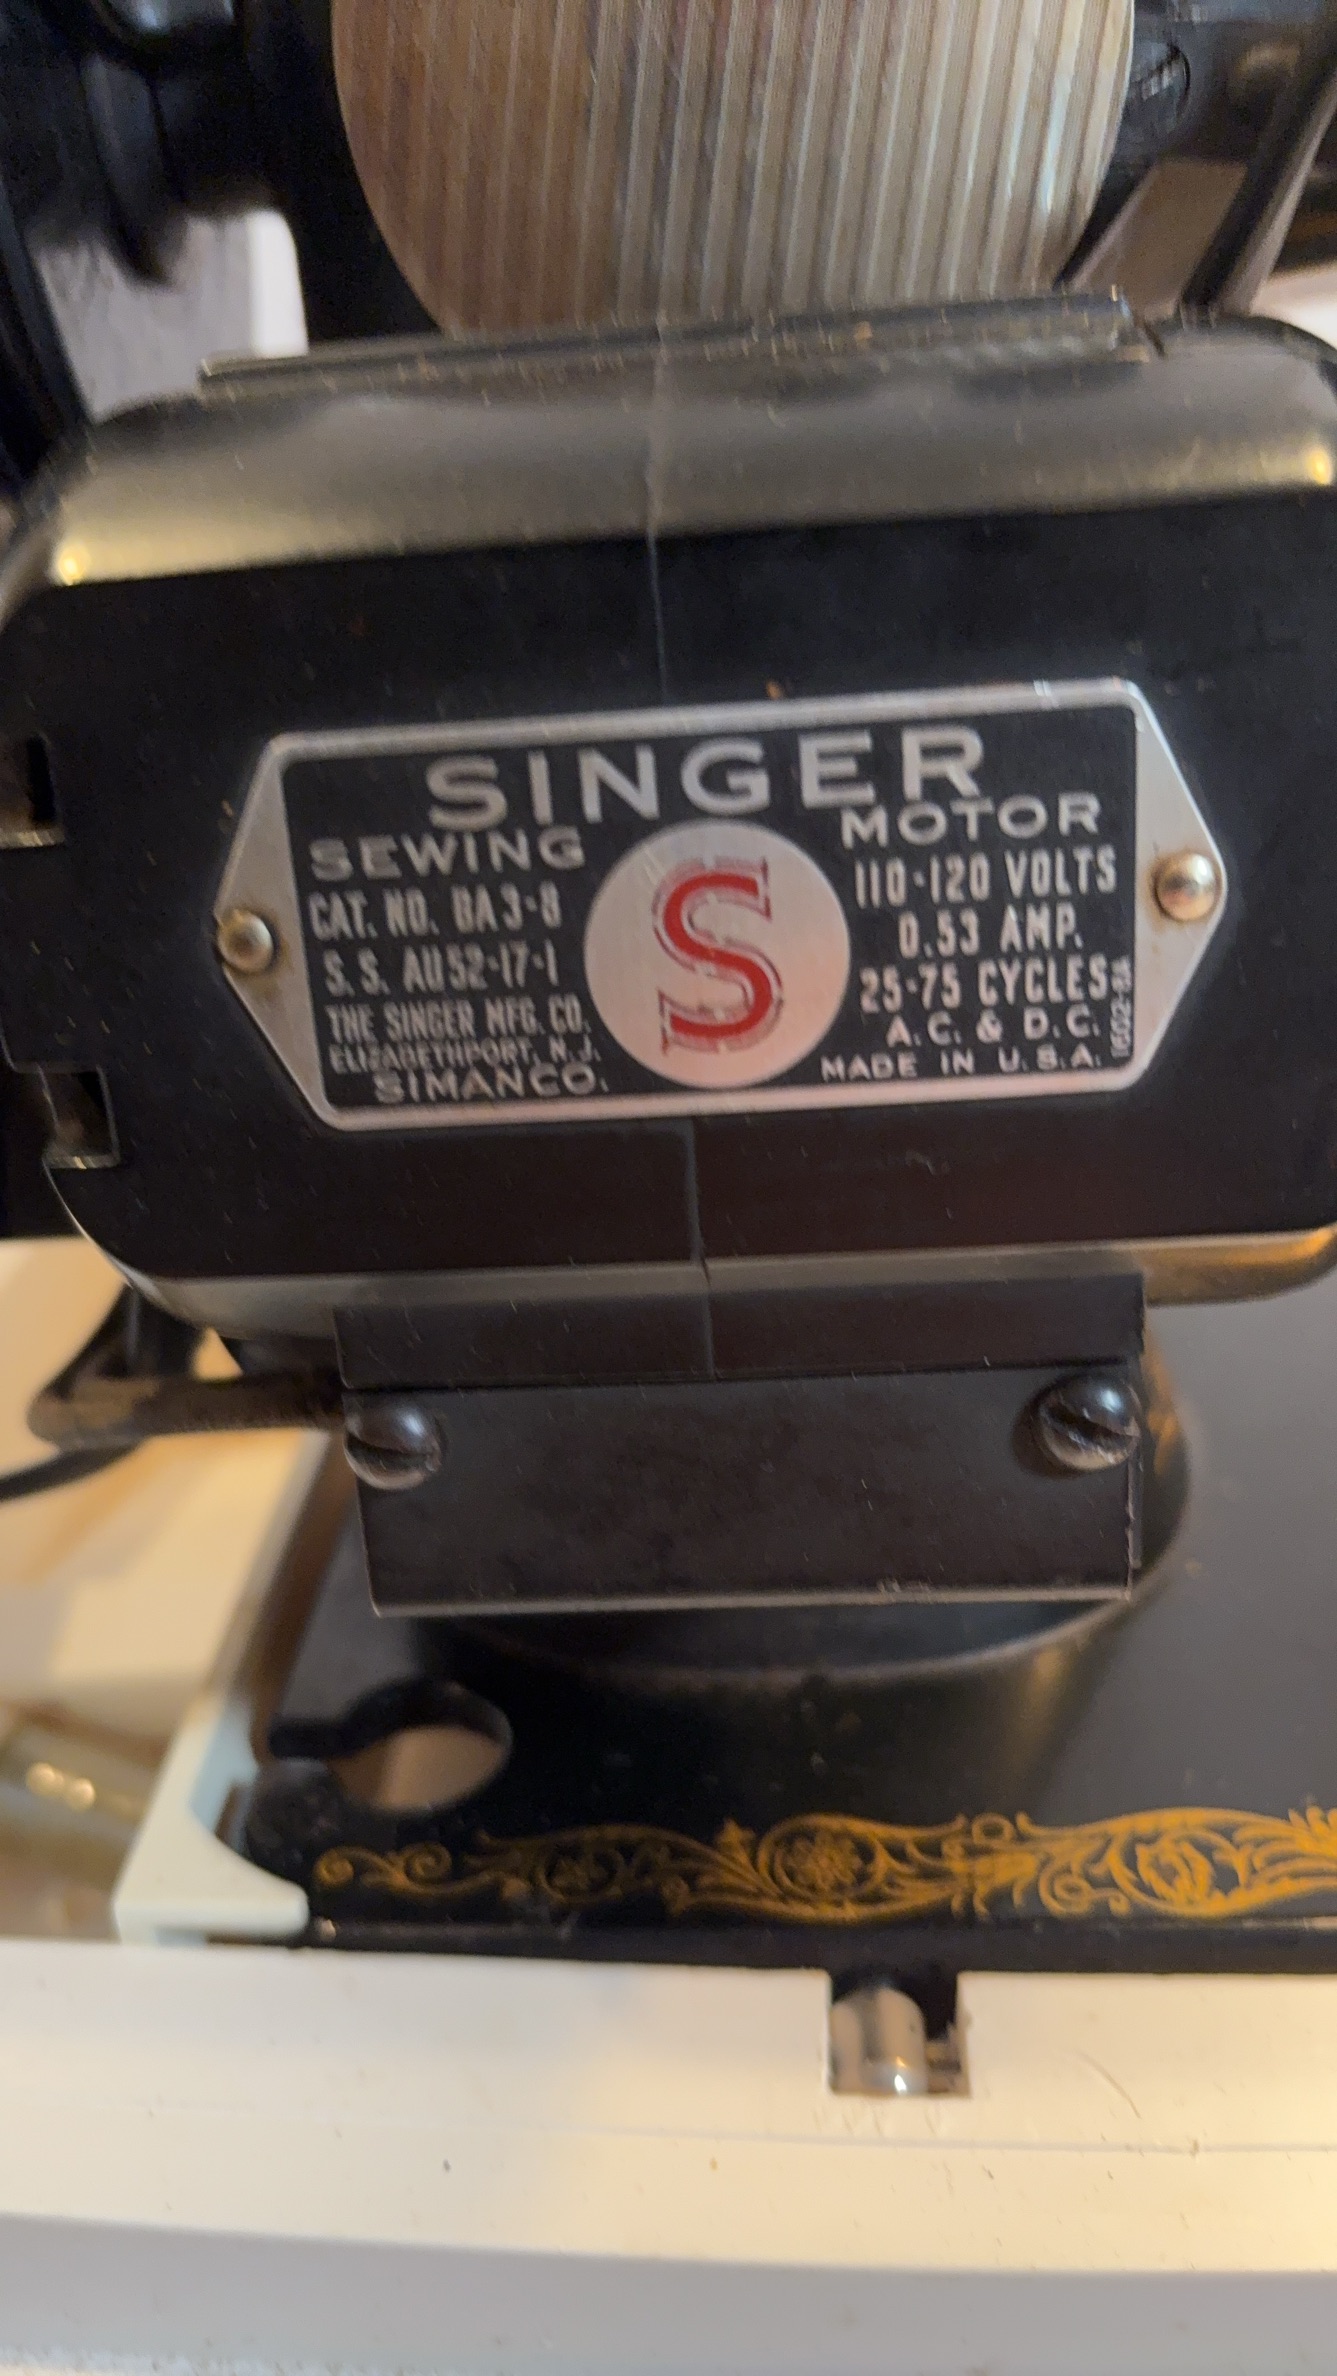 SINGER
SEWING MOTOR
CAT. NO. BA3-8
S. S. AU52-17-1
THE SINGER MFG. CO.
ELIZABETHPORT, N. J.
SIMANCO.
S
110-120 VOLTS
0.53 AMP.
25-75 CYCLES
A. C. & D. C.
MADE IN U. S. A.